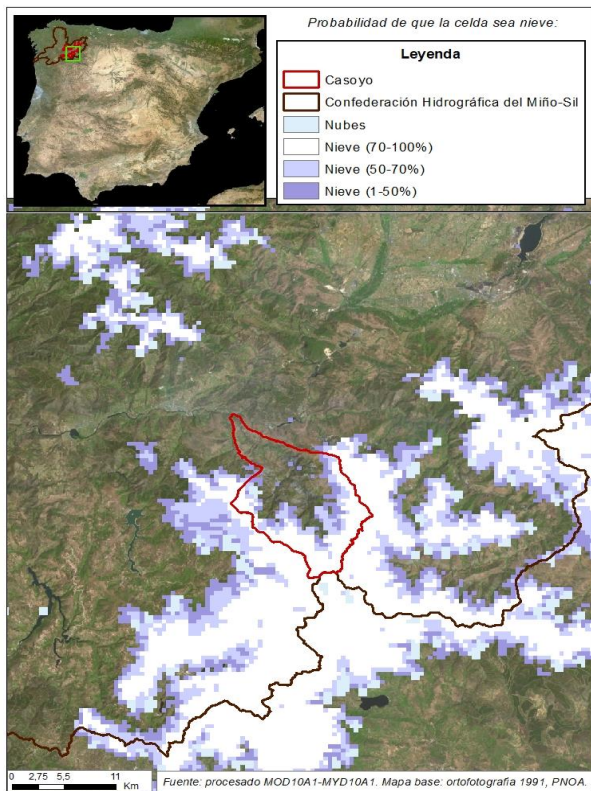 Probabilidad de que la celda sea nieve:
Leyenda
Casoyo
Confederación Hidrográfica del Miño-Sil
Nubes
Nieve (70-100%)
Nieve (50-70%)
Nieve (1-50%)
0 2,75 5,5 11
Km
Fuente: procesado MOD10A1-MYD10A1. Mapa base: ortofotografía 1991, PNOA.